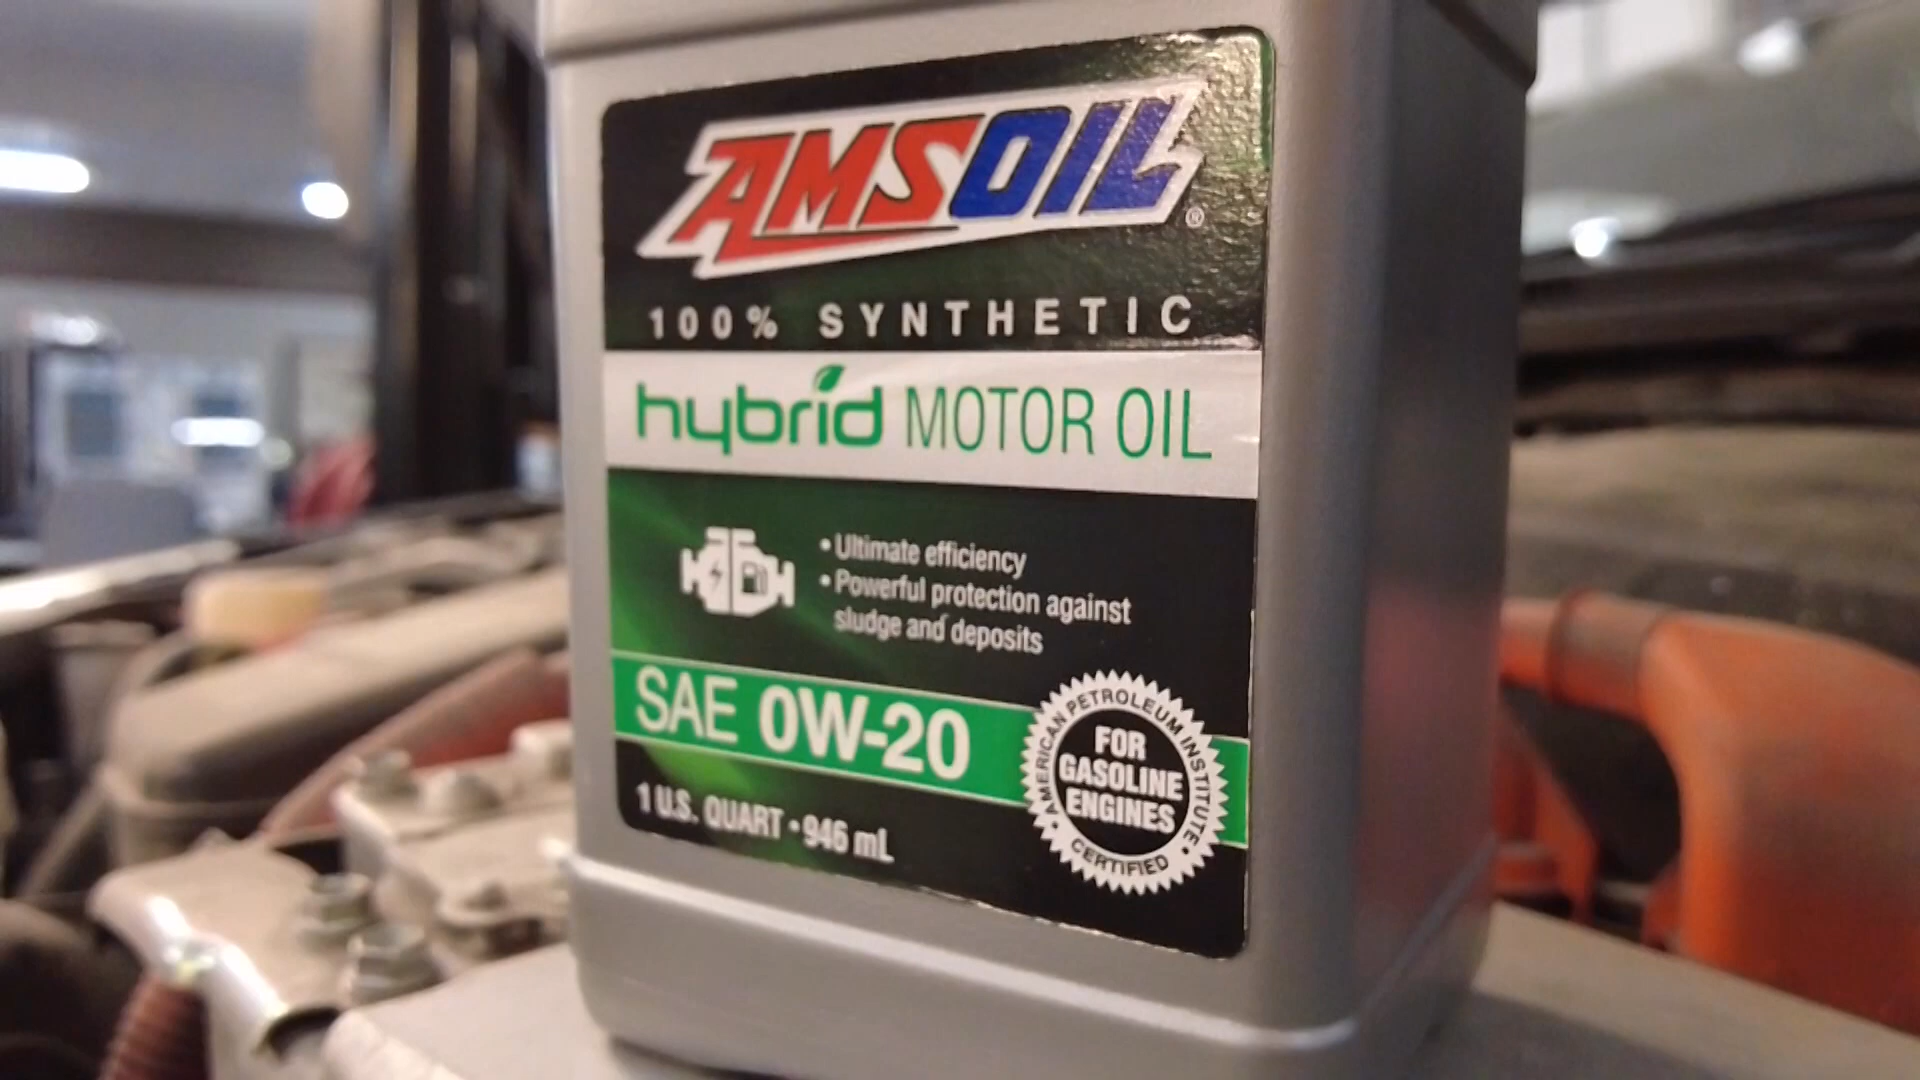 AMSOIL®
100% SYNTHETIC
hybrid MOTOR OIL
• Ultimate efficiency
• Powerful protection against
sludge and deposits
SAE 0W-20
1 U.S. QUART • 946 mL
AMERICAN PETROLEUM INSTITUTE
FOR
GASOLINE
ENGINES
• CERTIFIED •